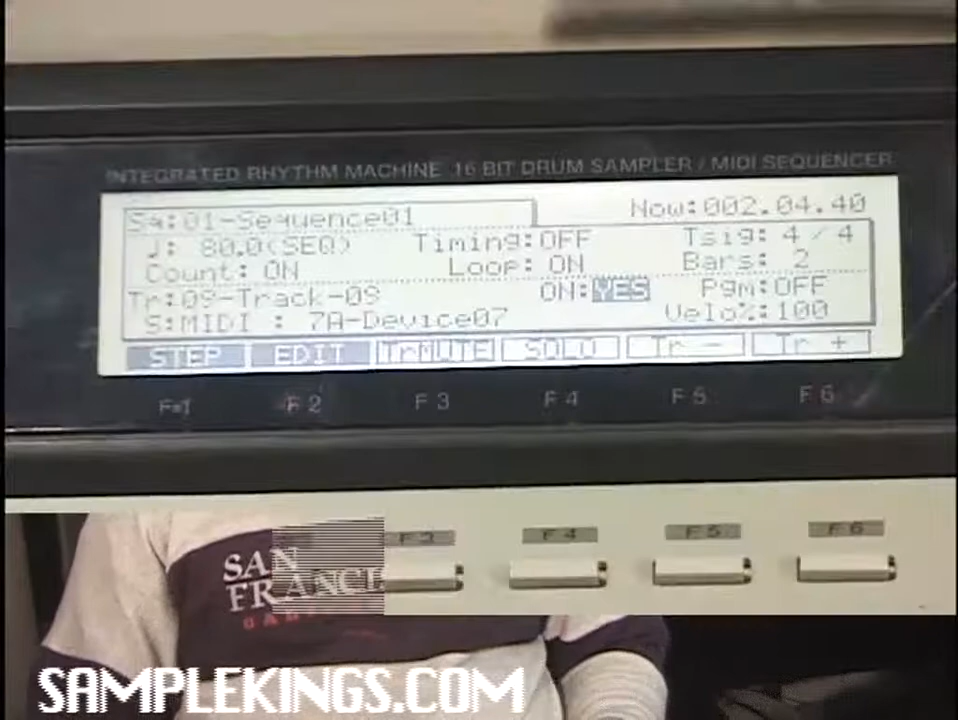 INTEGRATED RHYTHM MACHINE 16 BIT DRUM SAMPLER / MIDI SEQUENCER
Sq:01-Sequence01 Now:002.04.40
♩: 80.0(SEQ) Timing:OFF Tsig: 4/4
Count: ON Loop: ON Bars: 2
Tr:09-Track-09 ON:YES Pgm:OFF
S:MIDI : 7A-Device07 Velo%:100
STEP EDIT TrMUTE SOLO Tr - Tr +
F1 F2 F3 F4 F5 F6
F3 F4 F5 F6
SAN
SAMPLEKINGS.COM